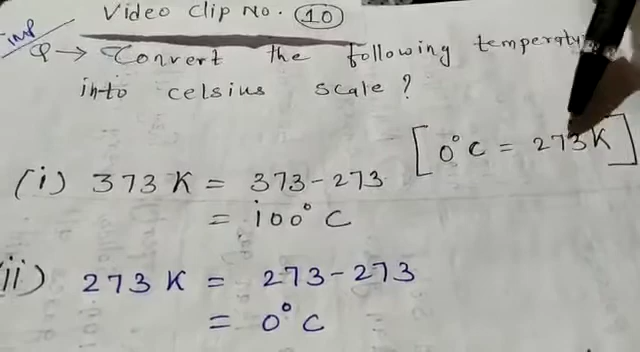 Video Clip No. 10
Imp
Q → Convert the following
into celsius scale ?
[0°C = 273K]
(i) 373 K = 373-273
= 100° C
(ii) 273 K = 273-273
= 0° C